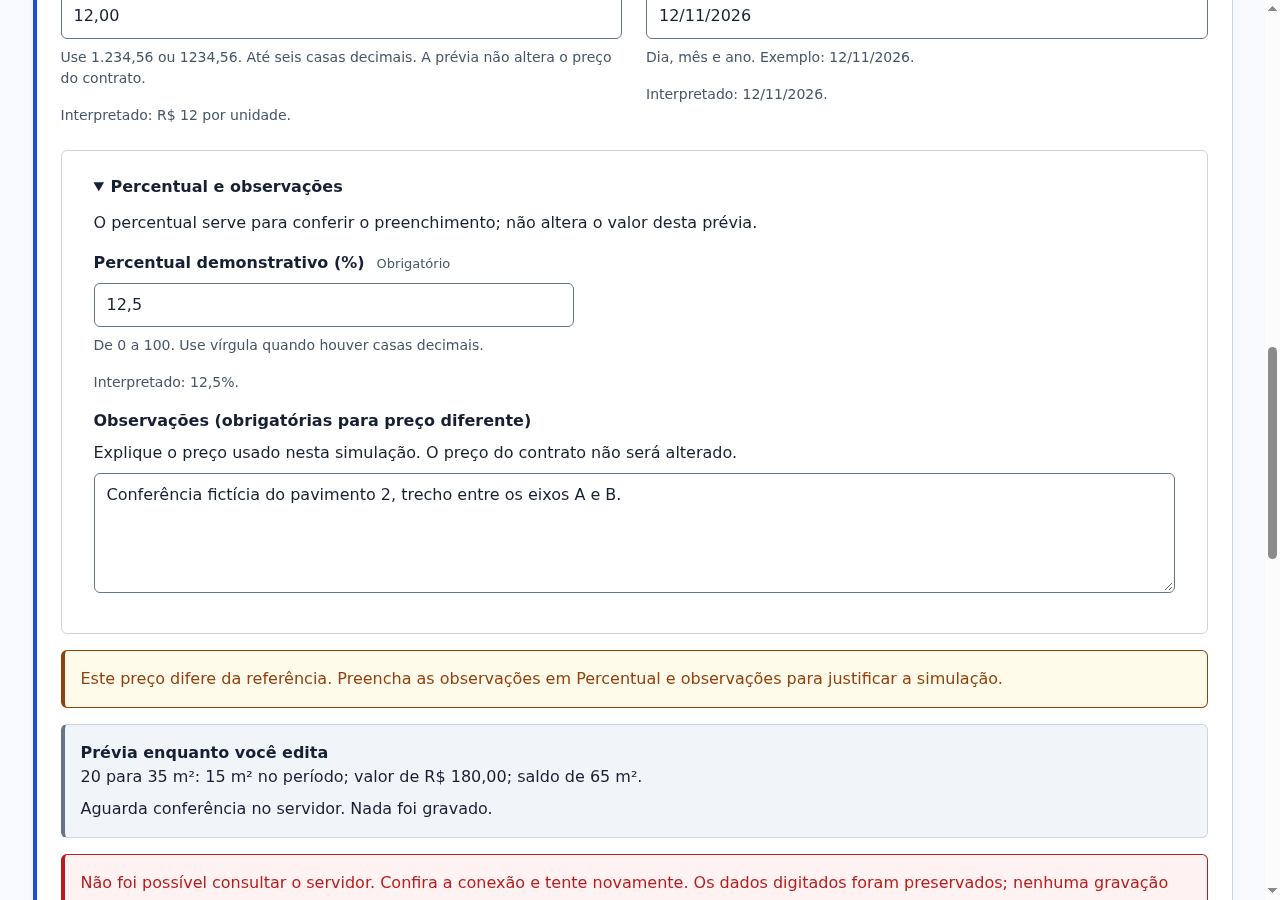 12,00
12/11/2026
Use 1.234,56 ou 1234,56. Até seis casas decimais. A prévia não altera o preço
do contrato.
Dia, mês e ano. Exemplo: 12/11/2026.
Interpretado: 12/11/2026.
Interpretado: R$ 12 por unidade.
▼ Percentual e observações
O percentual serve para conferir o preenchimento; não altera o valor desta prévia.
Percentual demonstrativo (%) Obrigatório
12,5
De 0 a 100. Use vírgula quando houver casas decimais.
Interpretado: 12,5%.
Observações (obrigatórias para preço diferente)
Explique o preço usado nesta simulação. O preço do contrato não será alterado.
Conferência fictícia do pavimento 2, trecho entre os eixos A e B.
Este preço difere da referência. Preencha as observações em Percentual e observações para justificar a simulação.
Prévia enquanto você edita
20 para 35 m²: 15 m² no período; valor de R$ 180,00; saldo de 65 m².
Aguarda conferência no servidor. Nada foi gravado.
Não foi possível consultar o servidor. Confira a conexão e tente novamente. Os dados digitados foram preservados; nenhuma gravação